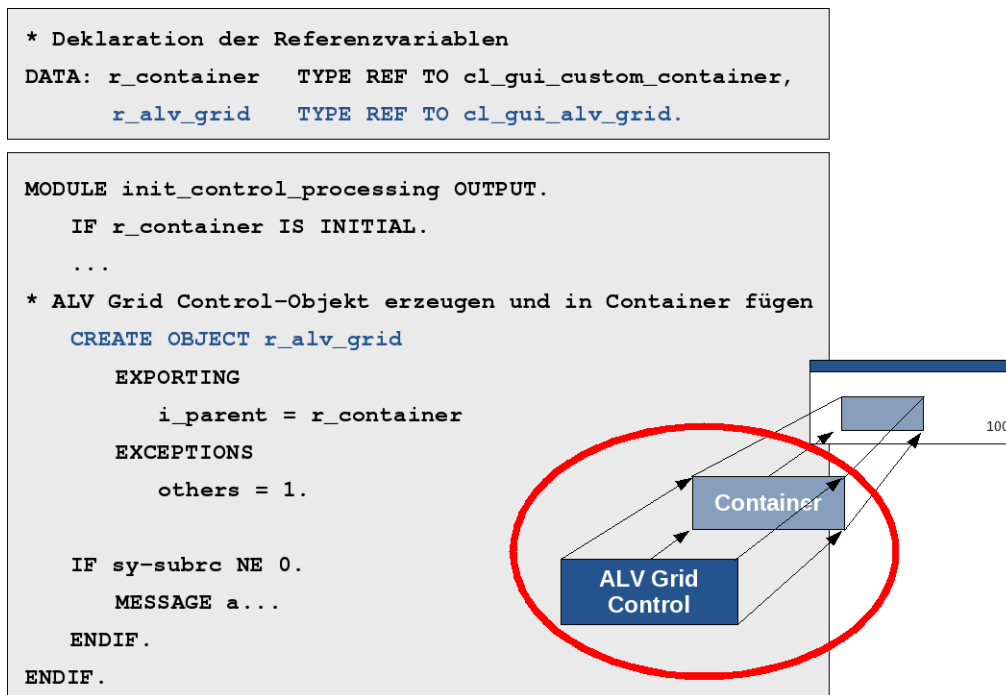 * Deklaration der Referenzvariablen
DATA: r_container TYPE REF TO cl_gui_custom_container,
r_alv_grid TYPE REF TO cl_gui_alv_grid.
MODULE init_control_processing OUTPUT.
IF r_container IS INITIAL.
...
* ALV Grid Control-Objekt erzeugen und in Container fügen
CREATE OBJECT r_alv_grid
EXPORTING
i_parent = r_container
EXCEPTIONS
others = 1.
IF sy-subrc NE 0.
MESSAGE a...
ENDIF.
ENDIF.
100
Container
ALV Grid
Control